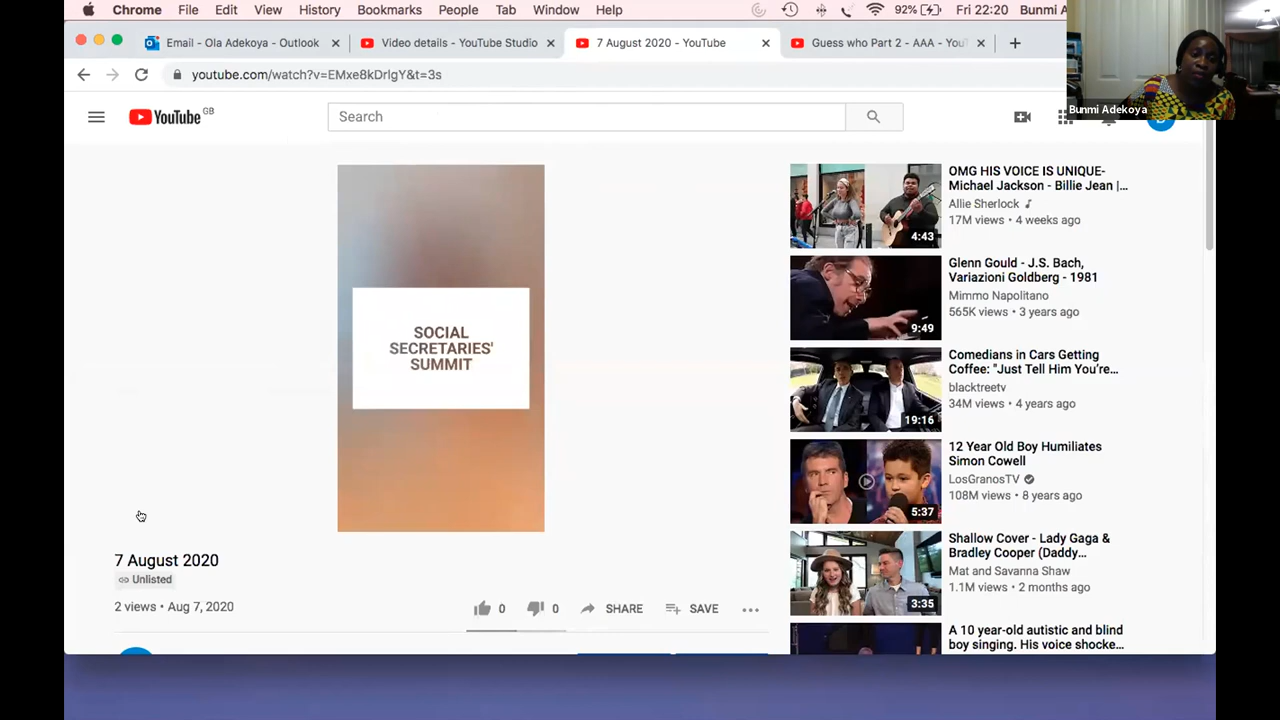 Chrome File Edit View History Bookmarks People Tab Window Help 92% Fri 22:20 Bunmi A
Email - Ola Adekoya - Outlook × Video details - YouTube Studio × 7 August 2020 - YouTube × Guess who Part 2 - AAA - YouT × +
youtube.com/watch?v=EMxe8kDrlgY&t=3s
Bunmi Adekoya
YouTube GB
Search
SOCIAL
SECRETARIES'
SUMMIT
7 August 2020
Unlisted
2 views • Aug 7, 2020
0 0 SHARE SAVE
OMG HIS VOICE IS UNIQUE-
Michael Jackson - Billie Jean |...
Allie Sherlock
17M views • 4 weeks ago
4:43
Glenn Gould - J.S. Bach,
Variazioni Goldberg - 1981
Mimmo Napolitano
565K views • 3 years ago
9:49
Comedians in Cars Getting
Coffee: "Just Tell Him You're...
blacktreetv
34M views • 4 years ago
19:16
12 Year Old Boy Humiliates
Simon Cowell
LosGranosTV
108M views • 8 years ago
5:37
Shallow Cover - Lady Gaga &
Bradley Cooper (Daddy...
Mat and Savanna Shaw
1.1M views • 2 months ago
3:35
A 10 year-old autistic and blind
boy singing. His voice shocke...